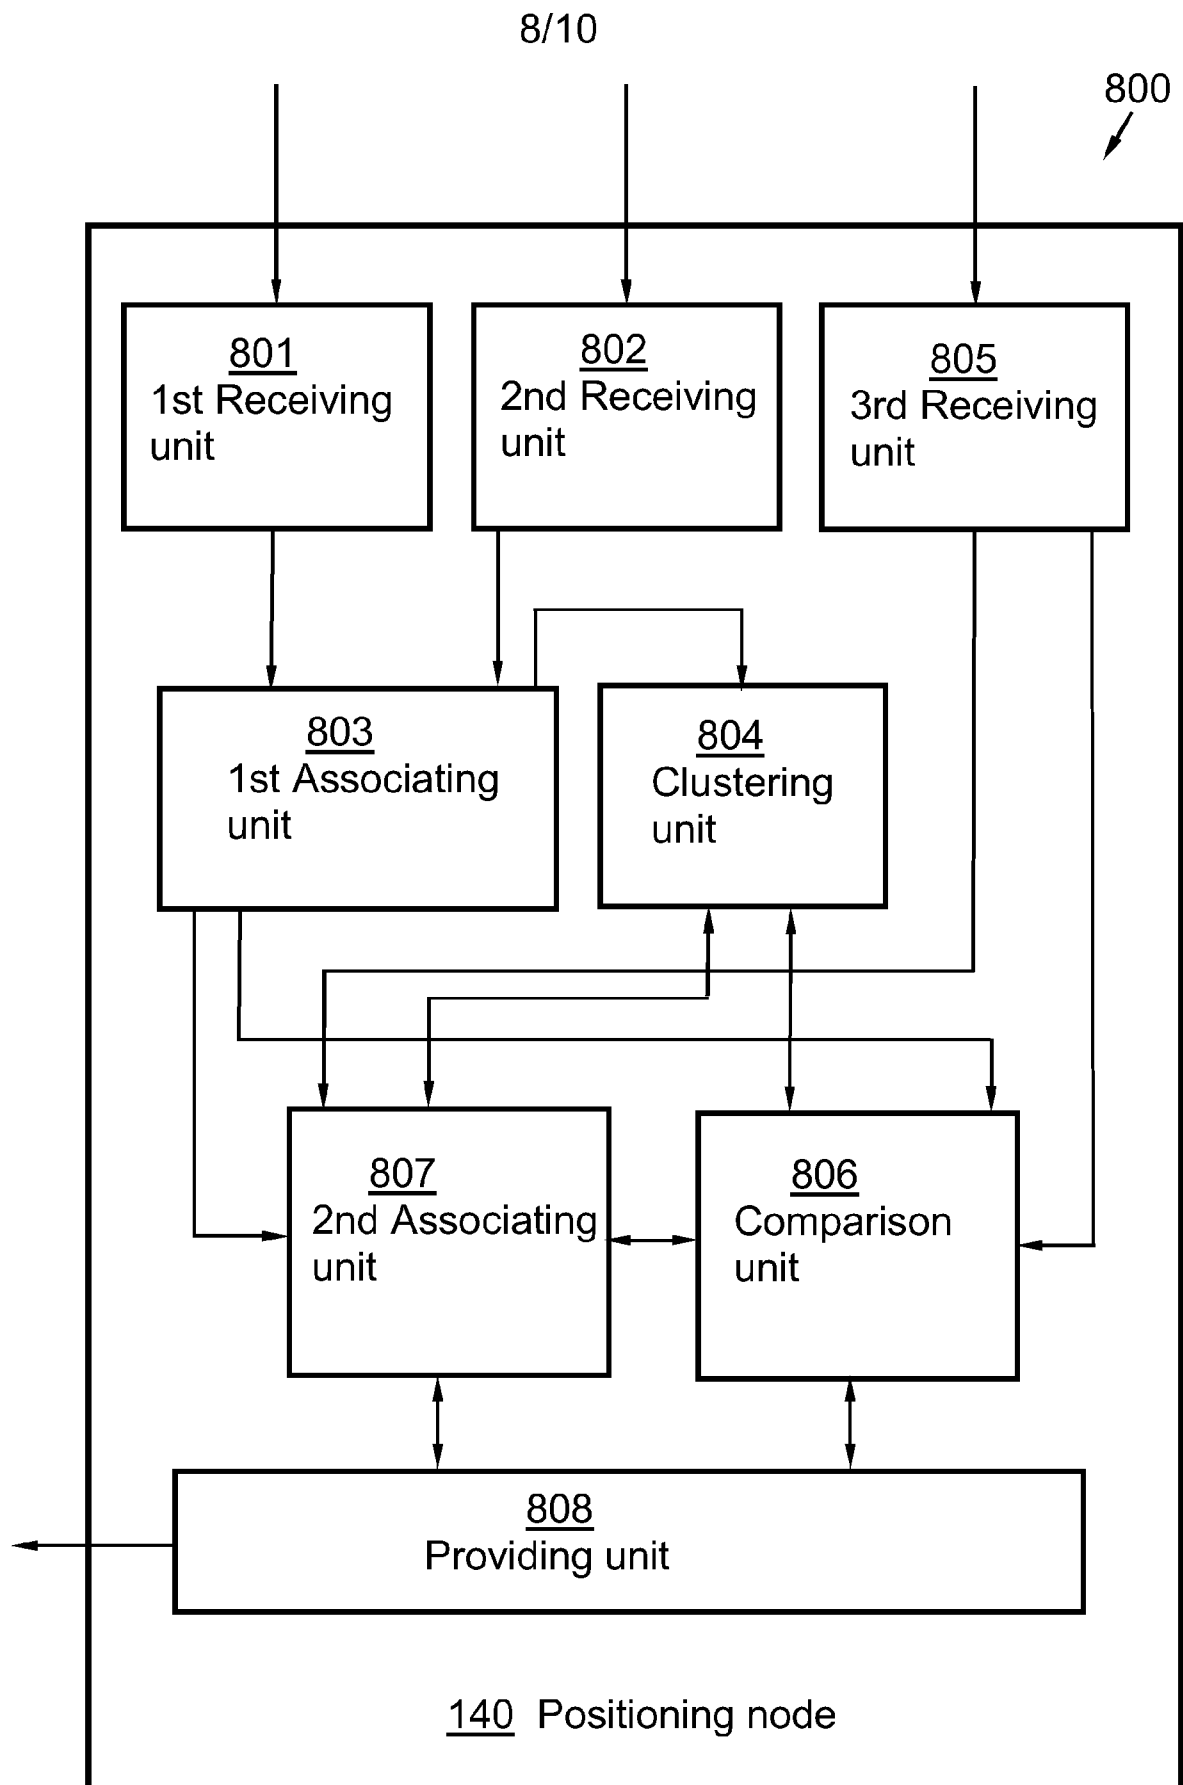 8/10
800
801
1st Receiving
unit
802
2nd Receiving
unit
805
3rd Receiving
unit
803
1st Associating
unit
804
Clustering
unit
807
2nd Associating
unit
806
Comparison
unit
808
Providing unit
140 Positioning node